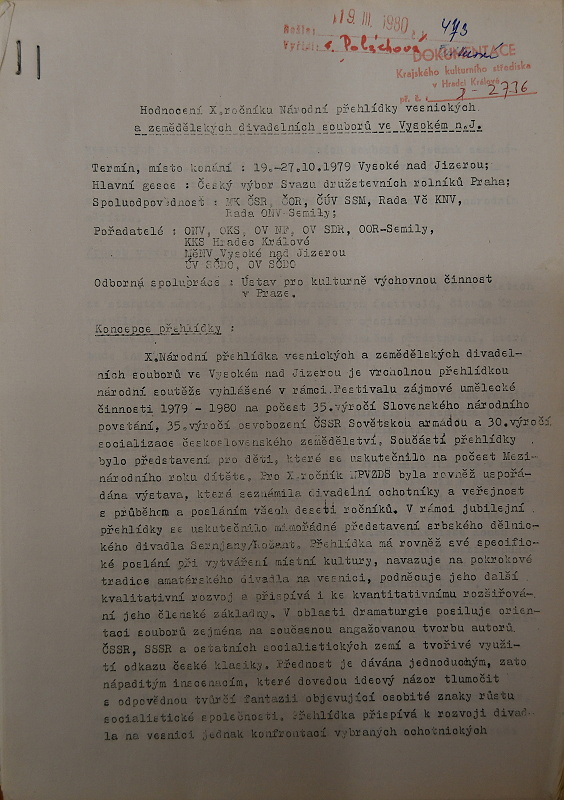 Došlo: 19. III. 1980 473
Vyřídí: s. Poláchova
DOKUMENTACE
Krajského kulturního střediska
v Hradci Králové
př. č. 3-2736
Hodnocení X.ročníku Národní přehlídky vesnických
a zemědělských divadelních souborů ve Vysokém n.J.
Termín, místo konání : 19.-27.10.1979 Vysoké nad Jizerou;
Hlavní gesce : Český výbor Svazu družstevních rolníků Praha;
Spoluodpovědnost : MK ČSR, ČOR, ČÚV SSM, Rada Vč KNV,
Rada ONV Semily;
Pořadatelé : ONV, OKS, OV NF, OV SDR, OOR-Semily,
KKS Hradec Králové
MěNV Vysoké nad Jizerou
ÚV SČDO, OV SČDO
Odborná spolupráce : Ústav pro kulturně výchovnou činnost
v Praze.
Koncepce přehlídky :
X.Národní přehlídka vesnických a zemědělských divadel-
ních souborů ve Vysokém nad Jizerou je vrcholnou přehlídkou
národní soutěže vyhlášené v rámci Festivalu zájmové umělecké
činnosti 1979 - 1980 na počest 35.výročí Slovenského národního
povstání, 35.výročí osvobození ČSSR Sovětskou armádou a 30.výročí
socializace československého zemědělství. Součástí přehlídky
bylo představení pro děti, které se uskutečnilo na počest Mezi-
národního roku dítěte. Pro X.ročník NPVZDS byla rovněž uspořá-
dána výstava, která seznámila divadelní ochotníky a veřejnost
s průběhem a posláním všech deseti ročníků. V rámci jubilejní
přehlídky se uskutečnilo mimořádné představení srbského dělnic-
kého divadla Sernjany/Rožant. Přehlídka má rovněž své specific-
ké poslání při vytváření místní kultury, navazuje na pokrokové
tradice amatérského divadla na vesnici, podněcuje jeho další
kvalitativní rozvoj a přispívá i ke kvantitativnímu rozšiřová-
ní jeho členské základny. V oblasti dramaturgie posiluje orien-
taci souborů zejména na současnou angažovanou tvorbu autorů
ČSSR, SSSR a ostatních socialistických zemí a tvořivé využi-
tí odkazu české klasiky. Přednost je dávána jednoduchým, zato
nápaditým inscenacím, které dovedou ideový názor tlumočit
s odpovědnou tvůrčí fantazií objevující osobité znaky růstu
socialistické společnosti. Přehlídka přispívá k rozvoji divad-
la na vesnici jednak konfrontací vybraných ochotnických